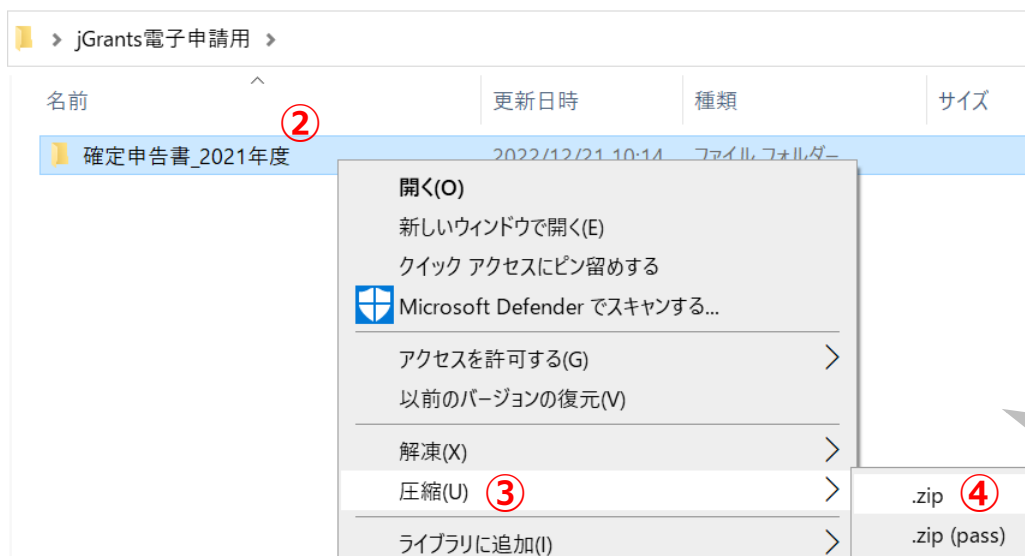 jGrants電子申請用
名前 更新日時 種類 サイズ
②
確定申告書_2021年度 2022/12/21 10:14 ファイル フォルダー
開く(O)
新しいウィンドウで開く(E)
クイック アクセスにピン留めする
Microsoft Defender でスキャンする...
アクセスを許可する(G)
以前のバージョンの復元(V)
解凍(X)
圧縮(U) ③
.zip ④
.zip (pass)
ライブラリに追加(I)